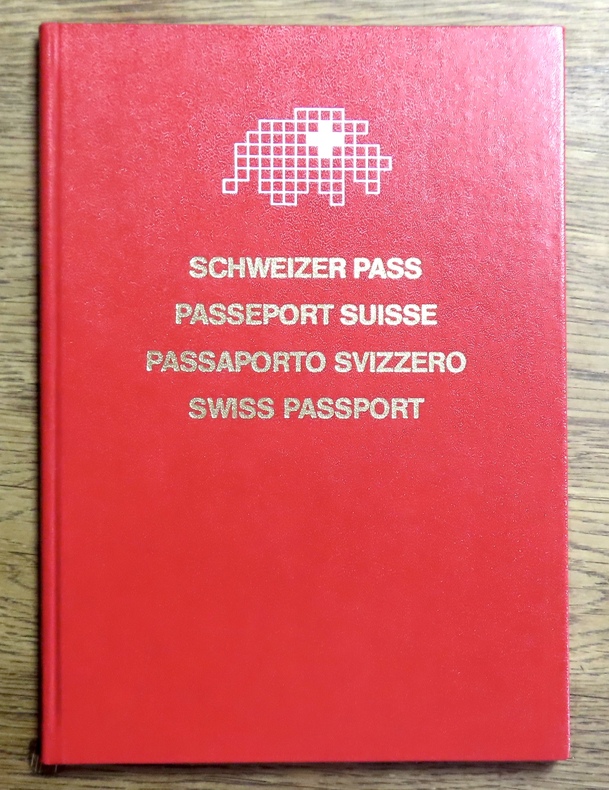 SCHWEIZER PASS
PASSEPORT SUISSE
PASSAPORTO SVIZZERO
SWISS PASSPORT